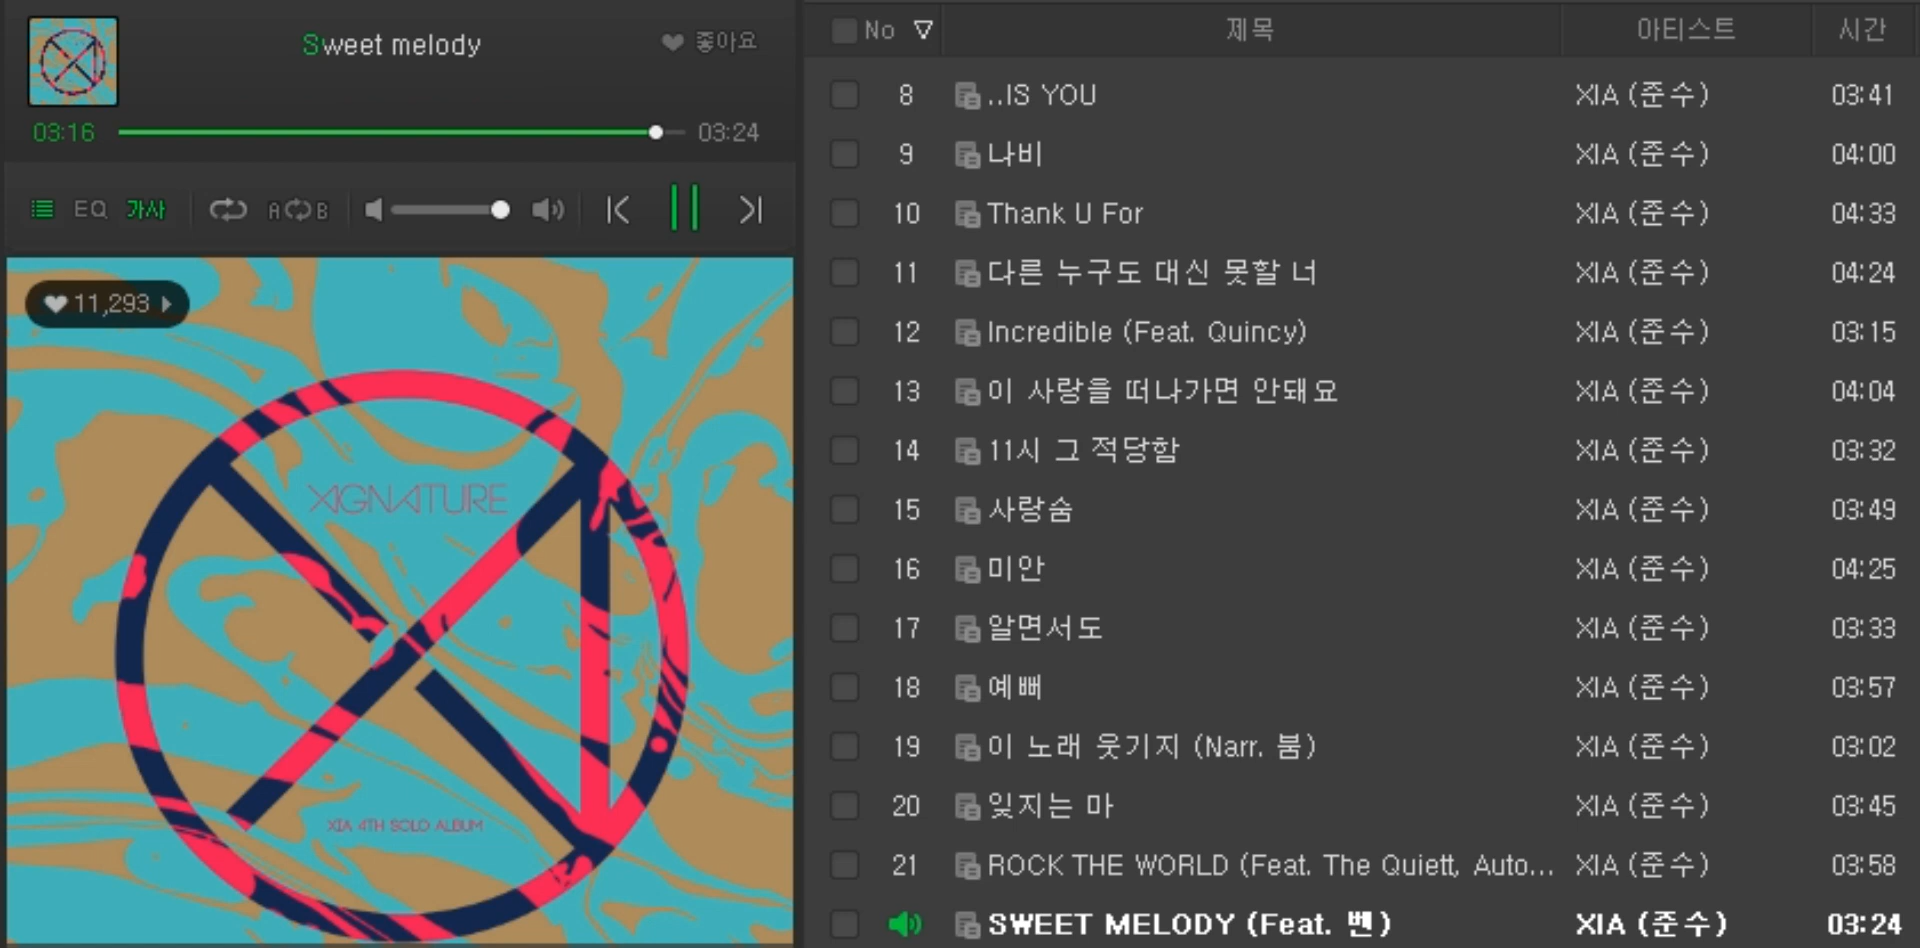 Sweet melody
좋아요
03:16
03:24
EQ 가사 A B
11,293
XIGNATURE
XIA 4TH SOLO ALBUM
No ▽ 제목 아티스트 시간
8 ..IS YOU XIA (준수) 03:41
9 나비 XIA (준수) 04:00
10 Thank U For XIA (준수) 04:33
11 다른 누구도 대신 못할 너 XIA (준수) 04:24
12 Incredible (Feat. Quincy) XIA (준수) 03:15
13 이 사랑을 떠나가면 안돼요 XIA (준수) 04:04
14 11시 그 적당함 XIA (준수) 03:32
15 사랑숨 XIA (준수) 03:49
16 미안 XIA (준수) 04:25
17 알면서도 XIA (준수) 03:33
18 예뻐 XIA (준수) 03:57
19 이 노래 웃기지 (Narr. 붐) XIA (준수) 03:02
20 잊지는 마 XIA (준수) 03:45
21 ROCK THE WORLD (Feat. The Quiett, Auto... XIA (준수) 03:58
SWEET MELODY (Feat. 벤) XIA (준수) 03:24